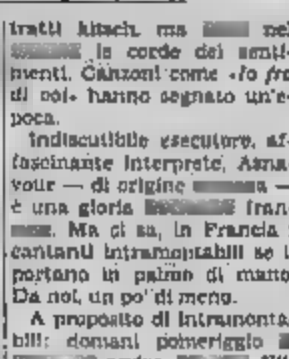 tratti kitsch, ma nel
le corde dei senti-
menti. Canzoni come «Io fra
di voi» hanno segnato un'e-
poca.
Indiscutibile esecutore, af-
fascinante interprete, Azna-
vour — di origine a —
è una gloria fran-
Ma ci sa, in Francia i
cantanti intramontabili se i
portano in palmo di mano
Da noi, un po' di meno.
A proposito di intramonta-
bili: domani pomeriggio